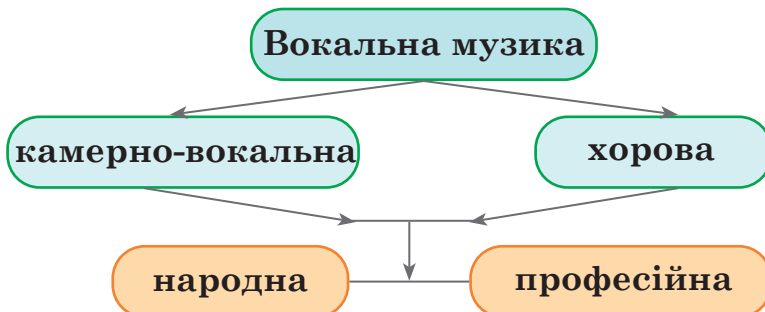 Вокальна музика
камерно-вокальна
хорова
народна
професійна